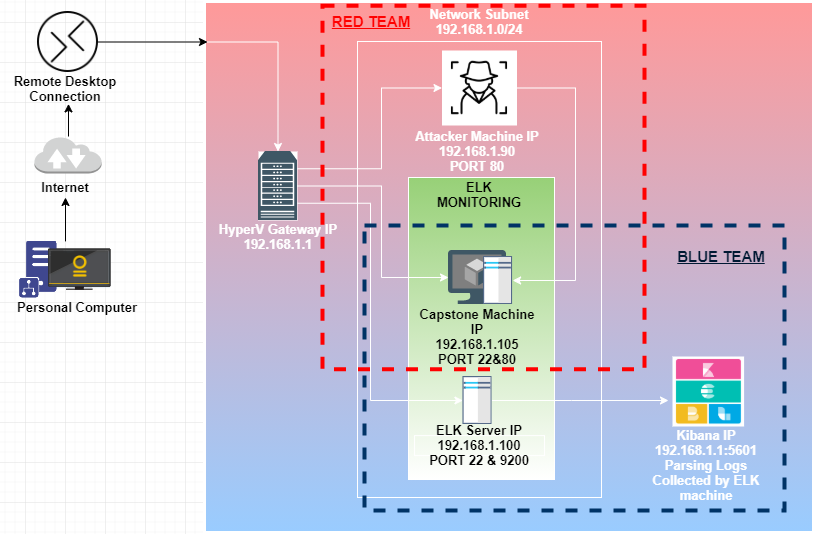 RED TEAM
Network Subnet
192.168.1.0/24
Remote Desktop
Connection
Attacker Machine IP
192.168.1.90
PORT 80
Internet
ELK
MONITORING
HyperV Gateway IP
192.168.1.1
BLUE TEAM
Personal Computer
Capstone Machine
IP
192.168.1.105
PORT 22&80
ELK Server IP
192.168.1.100
PORT 22 & 9200
Kibana IP
192.168.1.1:5601
Parsing Logs
Collected by ELK
machine